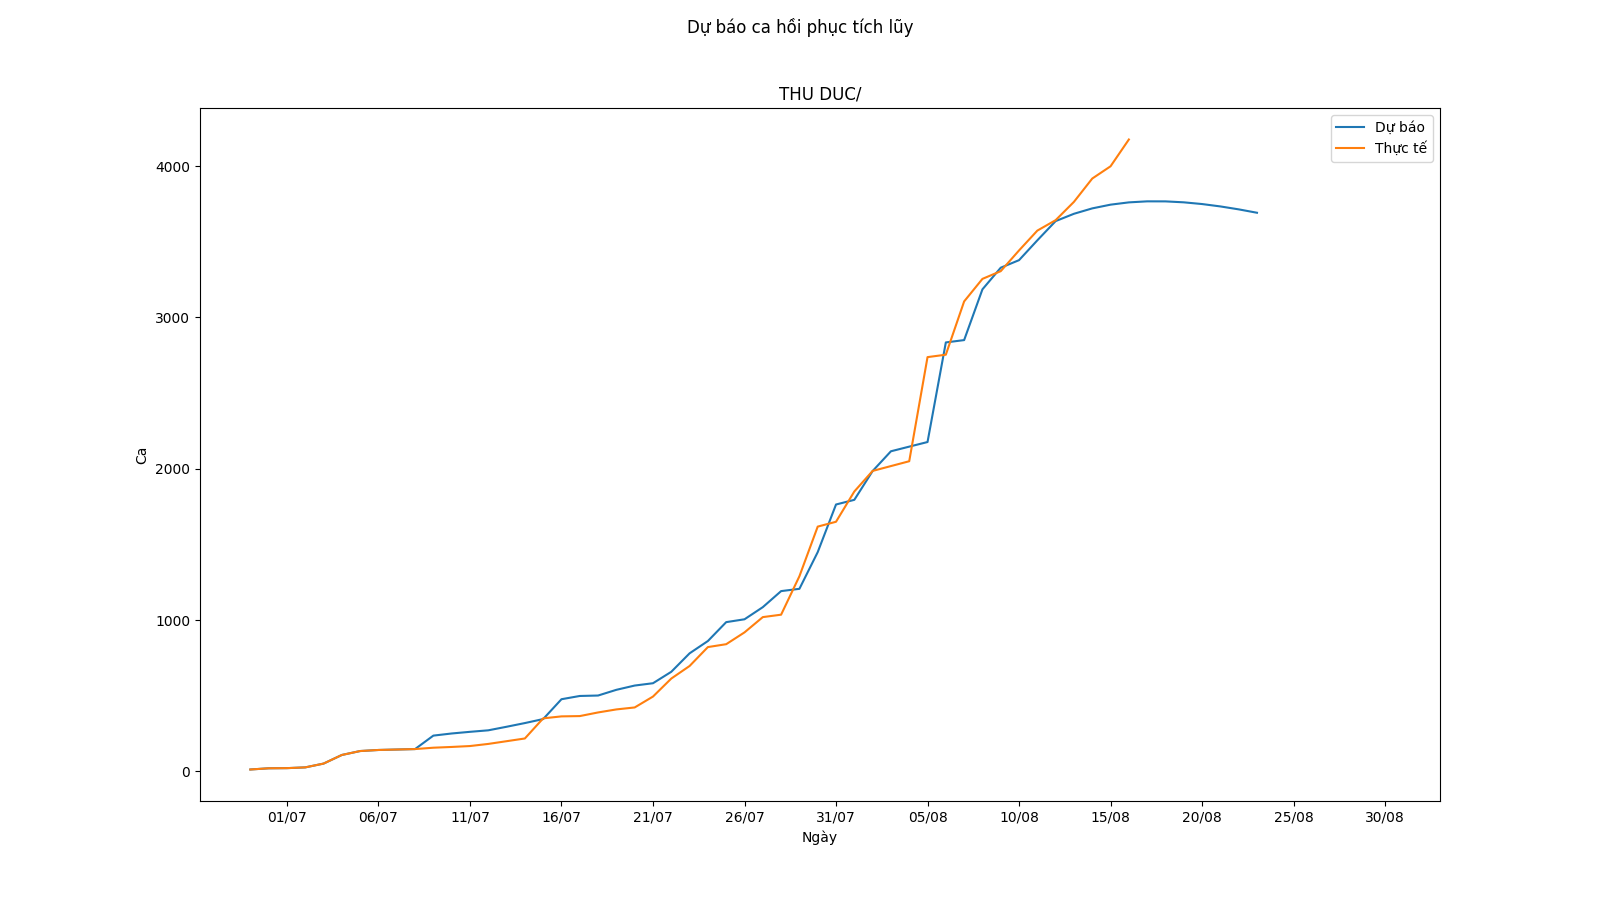 Dự báo ca hồi phục tích lũy
THU DUC/
Dự báo
Thực tế
4000
3000
2000
1000
0
Ca
01/07 06/07 11/07 16/07 21/07 26/07 31/07 05/08 10/08 15/08 20/08 25/08 30/08
Ngày